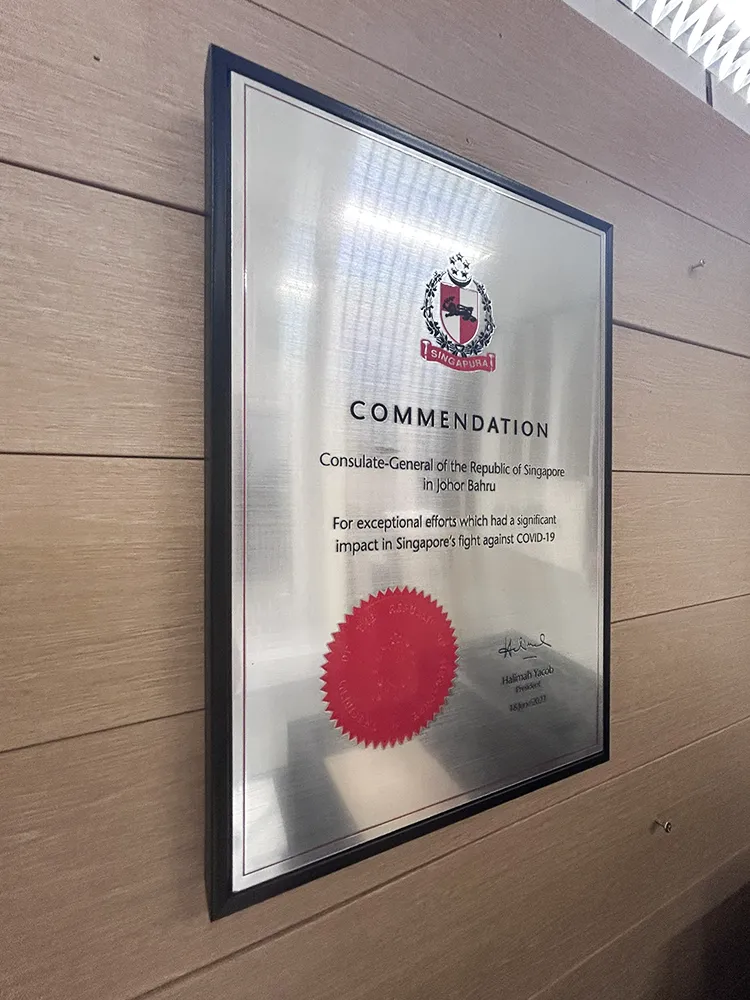 SINGAPURA
COMMENDATION
Consulate-General of the Republic of Singapore
in Johor Bahru
For exceptional efforts which had a significant
impact in Singapore's fight against COVID-19
Halimah Yacob
President